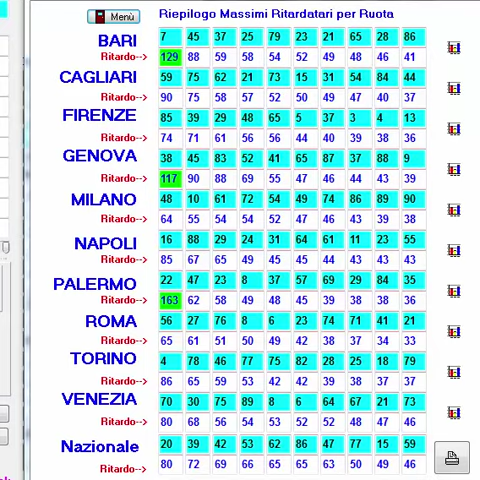 Menù
Riepilogo Massimi Ritardatari per Ruota
BARI 7 45 37 25 79 23 21 65 28 86
Ritardo--> 129 88 59 58 54 52 49 48 46 41
CAGLIARI 59 75 62 21 73 15 31 54 84 44
Ritardo--> 90 75 58 57 52 50 49 47 40 37
FIRENZE 85 39 29 48 65 5 37 3 4 13
Ritardo--> 74 71 61 56 56 44 40 39 38 36
GENOVA 38 45 83 52 41 65 87 37 88 9
Ritardo--> 117 90 88 69 55 47 46 44 43 39
MILANO 48 10 61 72 54 49 74 86 89 90
Ritardo--> 64 55 54 54 52 47 46 43 39 38
NAPOLI 16 88 29 24 31 64 61 11 23 55
Ritardo--> 85 67 65 49 45 45 44 43 43 43
PALERMO 22 47 23 8 37 57 69 29 84 35
Ritardo--> 163 62 58 49 48 45 39 38 38 36
ROMA 56 27 76 8 6 23 74 71 41 21
Ritardo--> 65 61 51 50 49 42 38 37 34 33
TORINO 4 78 46 77 75 82 28 25 18 79
Ritardo--> 86 65 59 53 42 42 39 38 37 37
VENEZIA 70 30 75 89 8 6 64 67 21 73
Ritardo--> 80 68 56 54 53 52 52 48 47 46
Nazionale 20 39 42 53 62 86 47 77 15 59
Ritardo--> 80 72 69 66 65 63 50 49 46